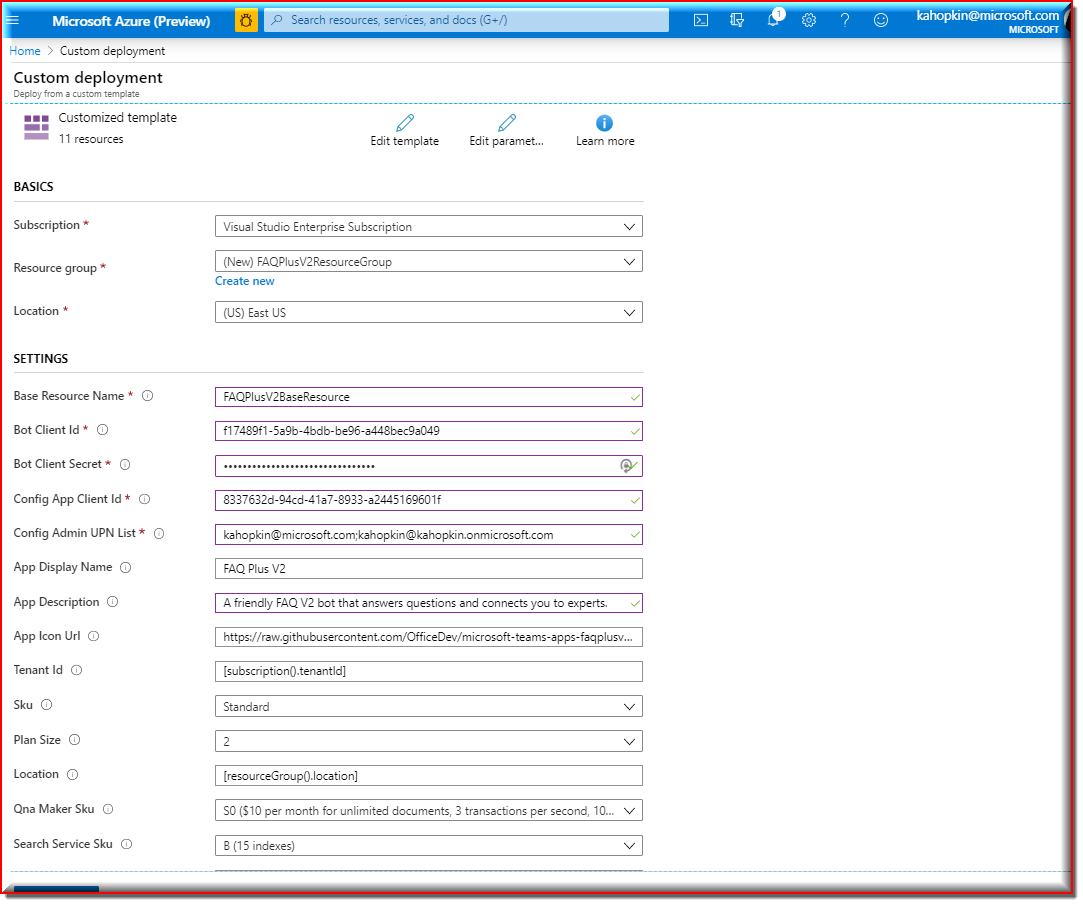 Microsoft Azure (Preview)
Search resources, services, and docs (G+/)
1
kahopkin@microsoft.com
MICROSOFT
Home > Custom deployment
Custom deployment
Deploy from a custom template
Customized template
11 resources
Edit template
Edit paramet...
Learn more
BASICS
Subscription *
Visual Studio Enterprise Subscription
Resource group *
(New) FAQPlusV2ResourceGroup
Create new
Location *
(US) East US
SETTINGS
Base Resource Name *
FAQPlusV2BaseResource
Bot Client Id *
f17489f1-5a9b-4bdb-be96-a448bec9a049
Bot Client Secret *
••••••••••••••••••••••••••••••••
Config App Client Id *
8337632d-94cd-41a7-8933-a2445169601f
Config Admin UPN List *
kahopkin@microsoft.com;kahopkin@kahopkin.onmicrosoft.com
App Display Name
FAQ Plus V2
App Description
A friendly FAQ V2 bot that answers questions and connects you to experts.
App Icon Url
https://raw.githubusercontent.com/OfficeDev/microsoft-teams-apps-faqplusv...
Tenant Id
[subscription().tenantId]
Sku
Standard
Plan Size
2
Location
[resourceGroup().location]
Qna Maker Sku
S0 ($10 per month for unlimited documents, 3 transactions per second, 10...
Search Service Sku
B (15 indexes)